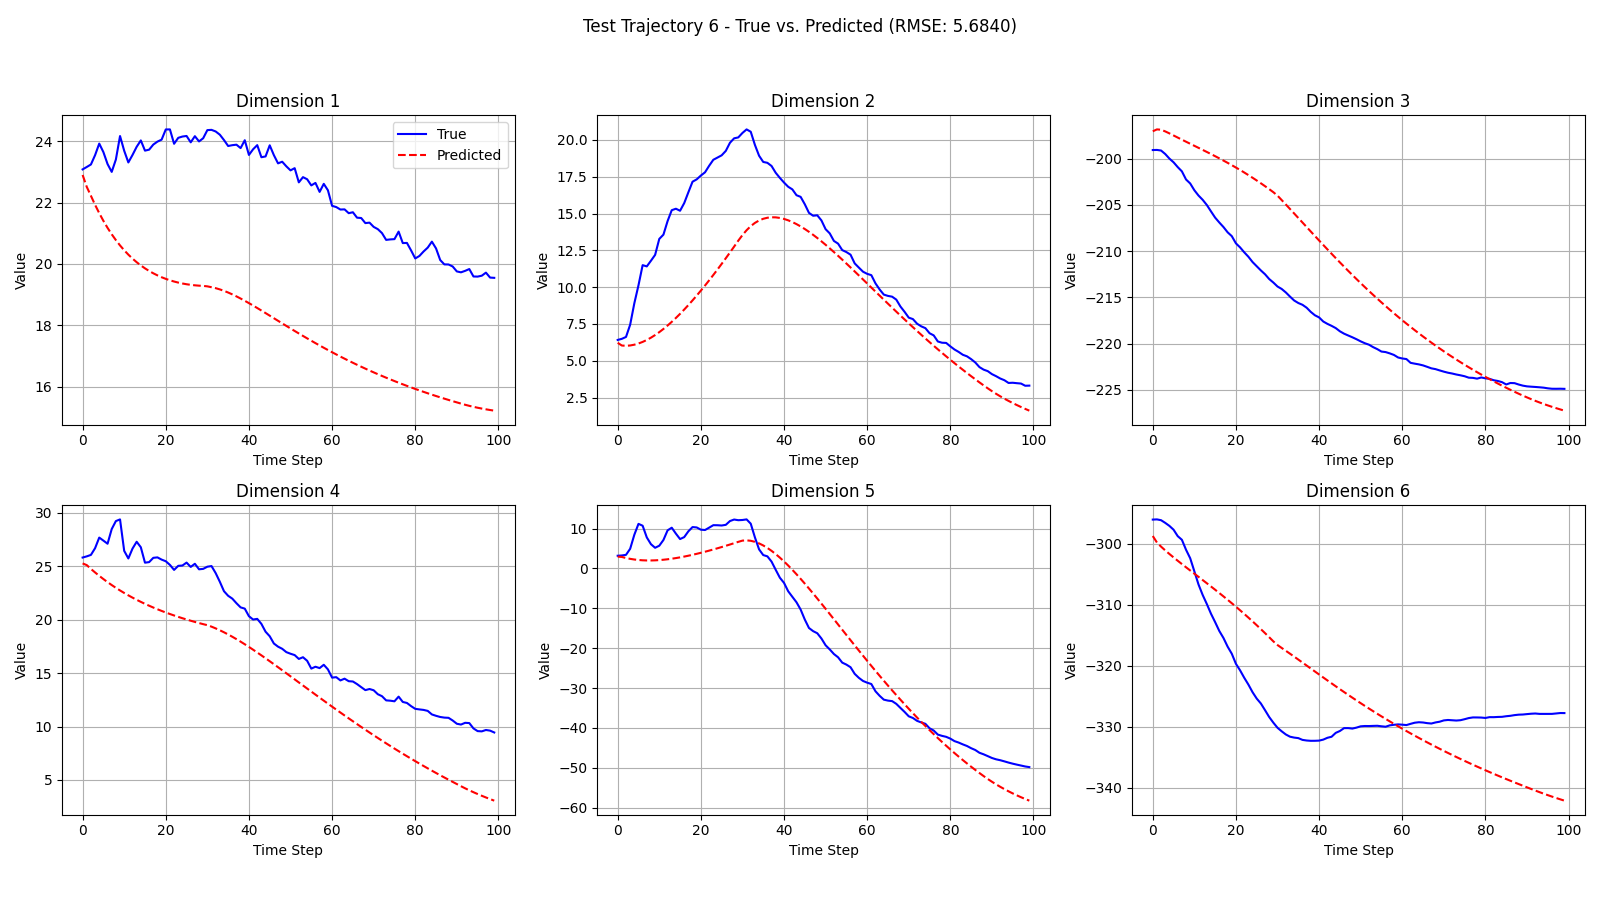 Test Trajectory 6 - True vs. Predicted (RMSE: 5.6840)
Dimension 1
24
22
20
18
16
Value
0 20 40 60 80 100
Time Step
True
Predicted
Dimension 2
20.0
17.5
15.0
12.5
10.0
7.5
5.0
2.5
Value
0 20 40 60 80 100
Time Step
Dimension 3
−200
−205
−210
−215
−220
−225
Value
0 20 40 60 80 100
Time Step
Dimension 4
30
25
20
15
10
5
Value
0 20 40 60 80 100
Time Step
Dimension 5
10
0
−10
−20
−30
−40
−50
−60
Value
0 20 40 60 80 100
Time Step
Dimension 6
−300
−310
−320
−330
−340
Value
0 20 40 60 80 100
Time Step